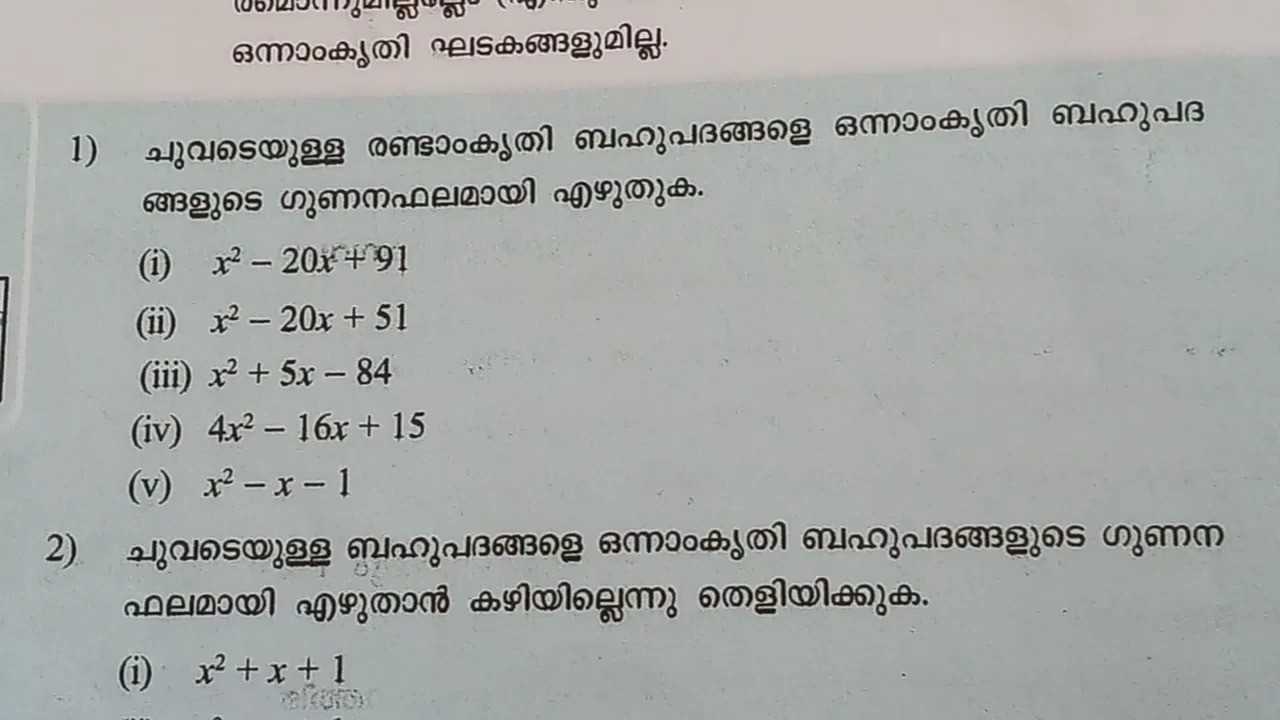 ഒന്നാംകൃതി ഘടകങ്ങളുമില്ല.
1) ചുവടെയുള്ള രണ്ടാംകൃതി ബഹുപദങ്ങളെ ഒന്നാംകൃതി ബഹുപദ
ങ്ങളുടെ ഗുണനഫലമായി എഴുതുക.
(i) x² – 20x + 91
(ii) x² – 20x + 51
(iii) x² + 5x – 84
(iv) 4x² – 16x + 15
(v) x² – x – 1
2) ചുവടെയുള്ള ബഹുപദങ്ങളെ ഒന്നാംകൃതി ബഹുപദങ്ങളുടെ ഗുണന
ഫലമായി എഴുതാൻ കഴിയില്ലെന്നു തെളിയിക്കുക.
(i) x² + x + 1